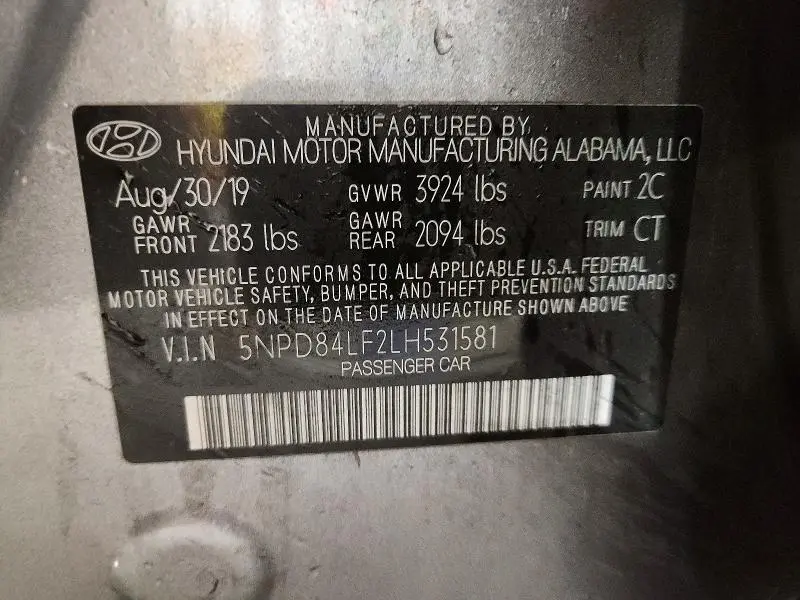 MANUFACTURED BY
HYUNDAI MOTOR MANUFACTURING ALABAMA, LLC
Aug/30/19 GVWR 3924 lbs PAINT 2C
GAWR FRONT 2183 lbs GAWR REAR 2094 lbs TRIM CT
THIS VEHICLE CONFORMS TO ALL APPLICABLE U.S.A. FEDERAL
MOTOR VEHICLE SAFETY, BUMPER, AND THEFT PREVENTION STANDARDS
IN EFFECT ON THE DATE OF MANUFACTURE SHOWN ABOVE
V.I.N 5NPD84LF2LH531581
PASSENGER CAR